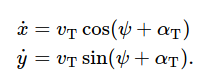 ẋ = v_T cos(ψ + α_T)
ẏ = v_T sin(ψ + α_T).